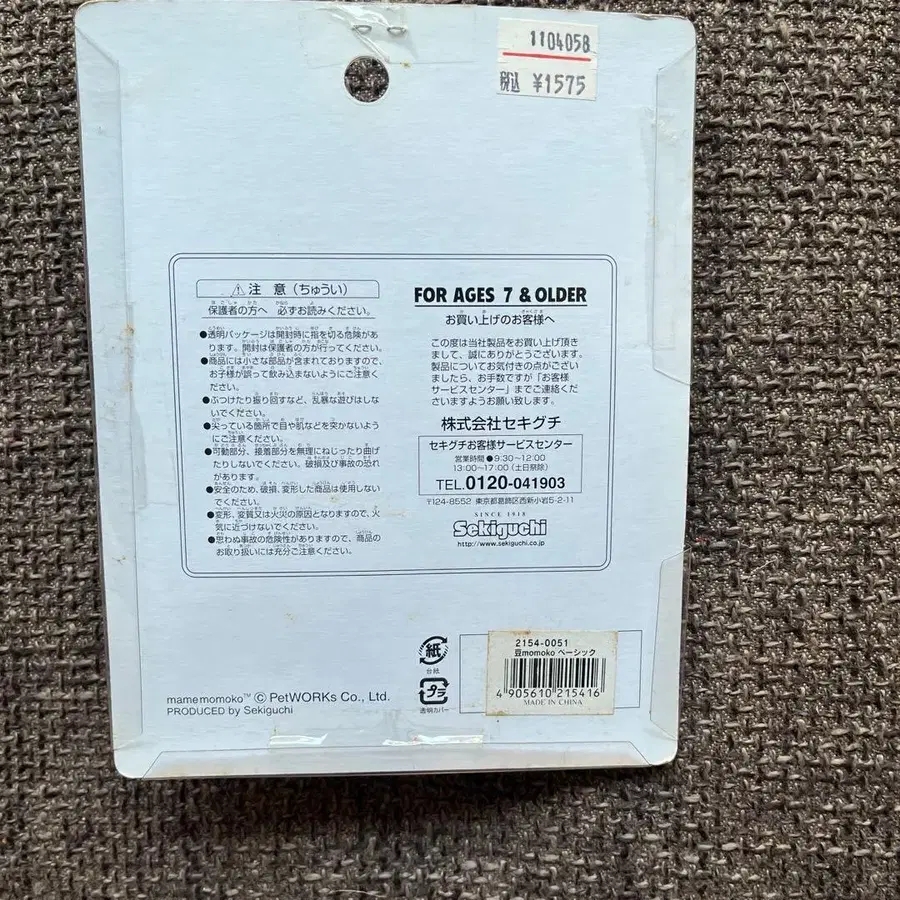 1104058
税込 ¥1575
⚠注 意（ちゅうい）
保護者の方へ 必ずお読みください。
●透明パッケージは開封時に指を切る危険があ
ります。開封は保護者の方が行ってください。
●商品には小さな部品が含まれておりますので、
お子様が誤って飲み込まないようにご注意く
ださい。
●ぶつけたり振り回すなど、乱暴な遊びはしな
いでください。
●尖っている箇所で目や肌などを突かないよう
にご注意ください。
●可動部分、接着部分を無理にねじったり曲げ
たりしないでください。破損及び事故の恐れ
があります。
●安全のため、破損、変形した商品は使用しない
でください。
●変形、変質又は火災の原因となりますので、火
気に近づけないでください。
●思わぬ事故の危険性がありますので、商品の
お取り扱いには充分ご注意ください。
FOR AGES 7 & OLDER
お買い上げのお客様へ
この度は当社製品をお買い上げ頂き
まして、誠にありがとうございます。
製品についてお気付きの点がござい
ましたら、お手数ですが「お客様
サービスセンター」までご連絡くだ
さいますようお願い致します。
株式会社セキグチ
セキグチお客様サービスセンター
営業時間●9:30~12:00
13:00~17:00（土日祭除）
TEL.0120-041903
〒124-8552 東京都葛飾区西新小岩5-2-11
SINCE 1918
Sekiguchi
http://www.sekiguchi.co.jp
紙
台紙
プラ
透明カバー
2154-0051
豆momoko ベーシック
4 905610 215416
MADE IN CHINA
mamemomoko™ © PetWORKs Co., Ltd.
PRODUCED by Sekiguchi